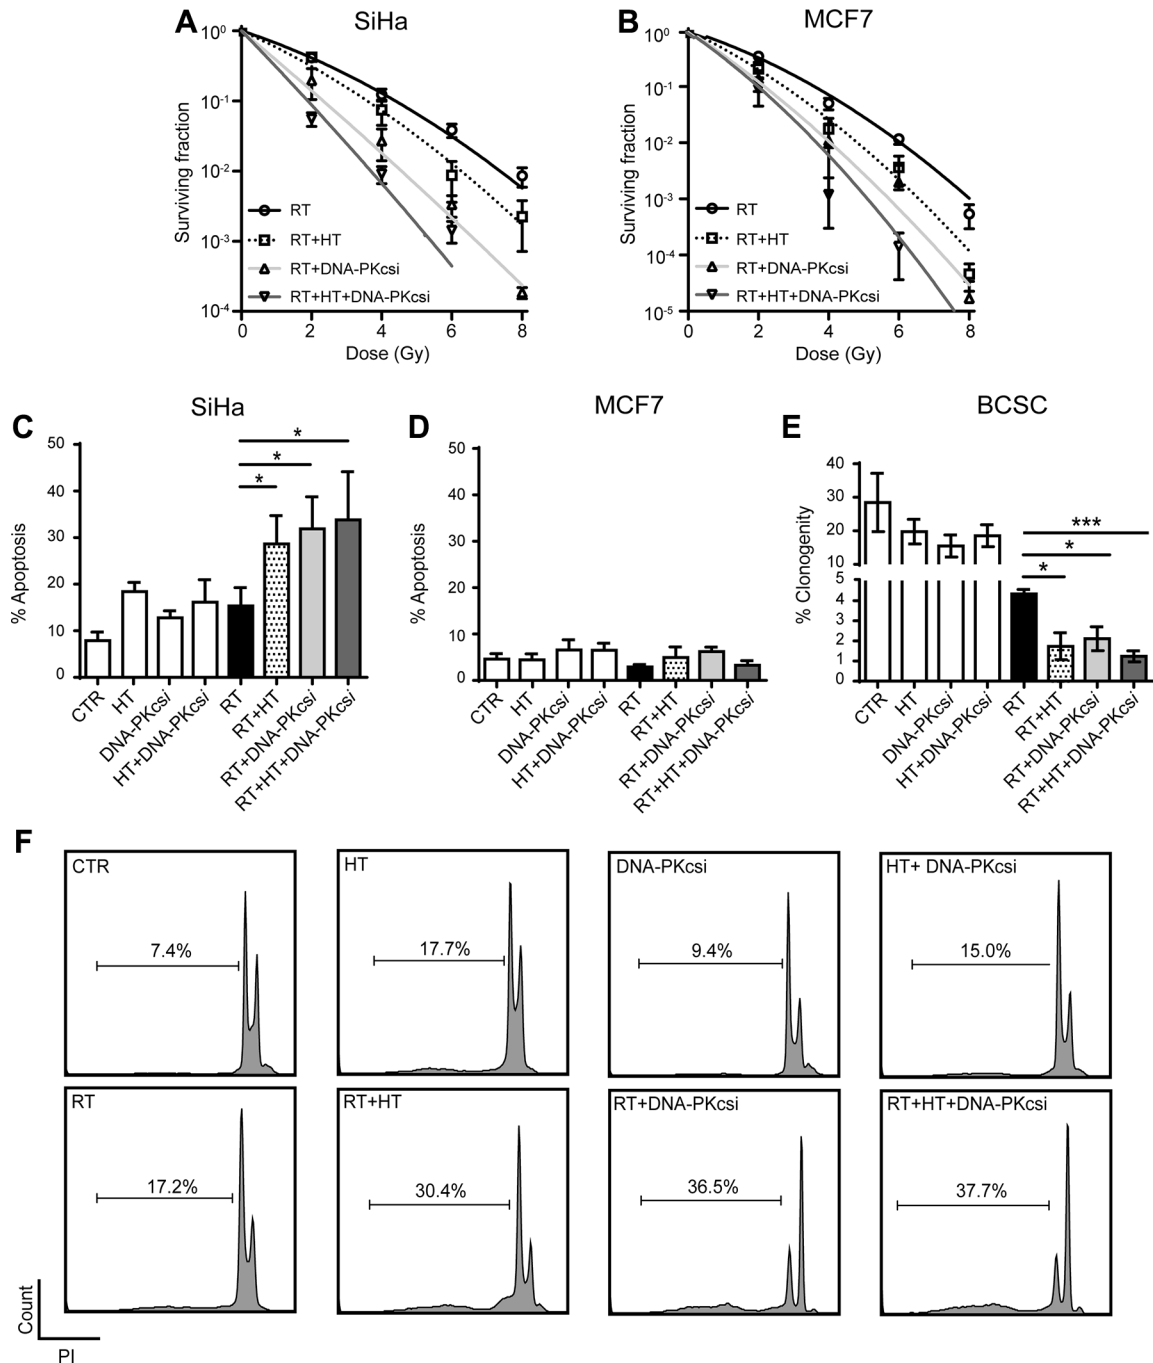 A SiHa
10⁰
10⁻¹
10⁻²
10⁻³
10⁻⁴
Surviving fraction
RT
RT+HT
RT+DNA-PKcsi
RT+HT+DNA-PKcsi
0 2 4 6 8
Dose (Gy)
B MCF7
10⁰
10⁻¹
10⁻²
10⁻³
10⁻⁴
10⁻⁵
Surviving fraction
RT
RT+HT
RT+DNA-PKcsi
RT+HT+DNA-PKcsi
0 2 4 6 8
Dose (Gy)
C SiHa
50
40
30
20
10
0
% Apoptosis
*
*
*
CTR
HT
DNA-PKcsi
HT+DNA-PKcsi
RT
RT+HT
RT+DNA-PKcsi
RT+HT+DNA-PKcsi
D MCF7
50
40
30
20
10
0
% Apoptosis
CTR
HT
DNA-PKcsi
HT+DNA-PKcsi
RT
RT+HT
RT+DNA-PKcsi
RT+HT+DNA-PKcsi
E BCSC
40
30
20
10
5
4
3
2
1
0
% Clonogenity
***
*
*
CTR
HT
DNA-PKcsi
HT+DNA-PKcsi
RT
RT+HT
RT+DNA-PKcsi
RT+HT+DNA-PKcsi
F
CTR
7.4%
HT
17.7%
DNA-PKcsi
9.4%
HT+ DNA-PKcsi
15.0%
RT
17.2%
RT+HT
30.4%
RT+DNA-PKcsi
36.5%
RT+HT+DNA-PKcsi
37.7%
Count
PI